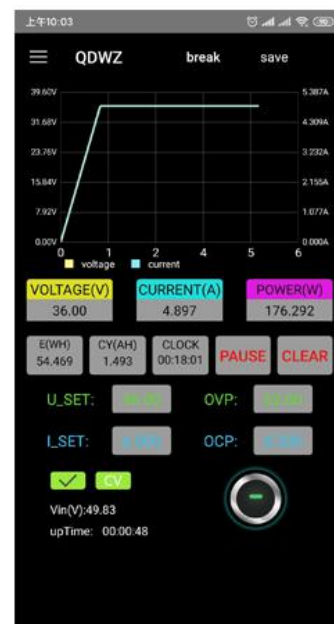 上午10:03
QDWZ break save
39.60V 5.387A
31.68V 4.309A
23.76V 3.232A
15.84V 2.155A
7.92V 1.077A
0.00V 0.000A
0 1 2 4 5 6
voltage current
VOLTAGE(V) CURRENT(A) POWER(W)
36.00 4.897 176.292
E(WH) CY(AH) CLOCK
54.469 1.493 00:18:01 PAUSE CLEAR
U_SET: OVP:
I_SET: OCP:
CV
Vin(V):49.83
upTime: 00:00:48